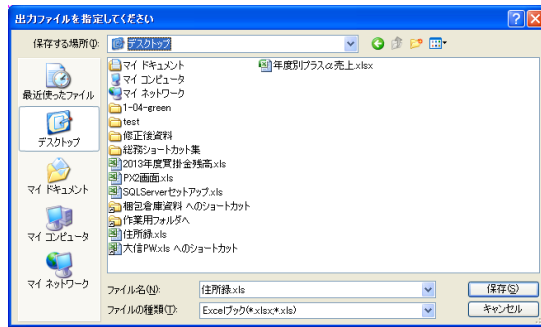 出力ファイルを指定してください
保存する場所(I):
デスクトップ
最近使ったファイル
デスクトップ
マイ ドキュメント
マイ コンピュータ
マイ ネットワーク
マイ ドキュメント
マイ コンピュータ
マイ ネットワーク
1-04-green
test
修正後資料
総務ショートカット集
2013年度買掛金残高.xls
PX2画面.xls
SQLServerセットアップ.xls
梱包倉庫資料 へのショートカット
作業用フォルダへ
住所録.xls
大信PW.xls へのショートカット
年度別プラスα売上.xlsx
ファイル名(N):
住所録.xls
保存(S)
ファイルの種類(T):
Excelブック(*.xlsx;*.xls)
キャンセル